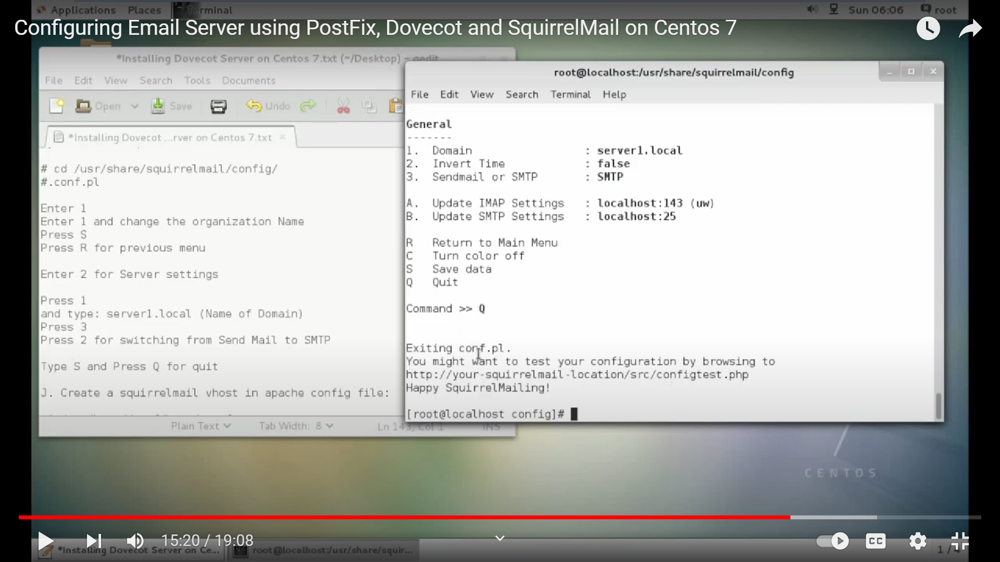 Applications Places Terminal Sun 06:06 root
Configuring Email Server using PostFix, Dovecot and SquirrelMail on Centos 7
*Installing Dovecot Server on Centos 7.txt (~/Desktop) - gedit
File Edit View Search Tools Documents
Open Save Undo
*Installing Dovecot ...rver on Centos 7.txt
# cd /usr/share/squirrelmail/config/
#.conf.pl
Enter 1
Enter 1 and change the organization Name
Press S
Press R for previous menu
Enter 2 for Server settings
Press 1
and type: server1.local (Name of Domain)
Press 3
Press 2 for switching from Send Mail to SMTP
Type S and Press Q for quit
J. Create a squirrelmail vhost in apache config file:
Plain Text Tab Width: 8 Ln 143, Col 1 INS
root@localhost:/usr/share/squirrelmail/config
File Edit View Search Terminal Help
General
-------
1. Domain : server1.local
2. Invert Time : false
3. Sendmail or SMTP : SMTP
A. Update IMAP Settings : localhost:143 (uw)
B. Update SMTP Settings : localhost:25
R Return to Main Menu
C Turn color off
S Save data
Q Quit
Command >> Q
Exiting conf.pl.
You might want to test your configuration by browsing to
http://your-squirrelmail-location/src/configtest.php
Happy SquirrelMailing!
[root@localhost config]#
CENTOS
15:20 / 19:08
CC
*Installing Dovecot Server on Ce... root@localhost:/usr/share/squir... 1 / 4